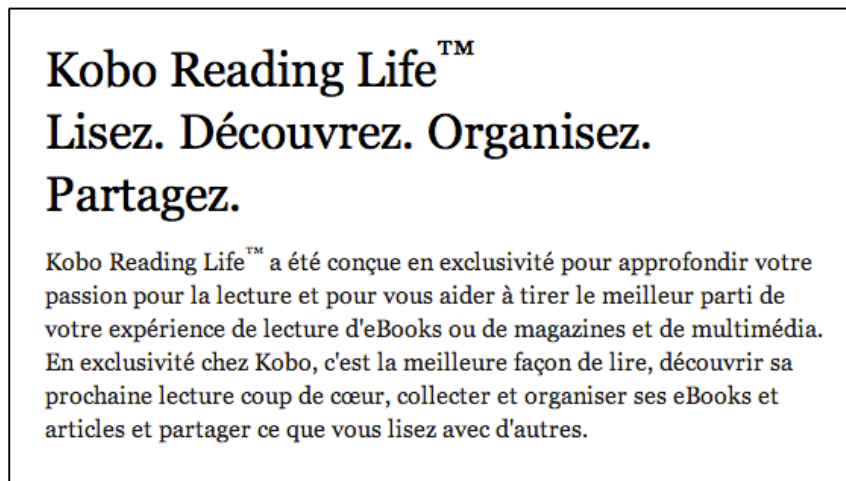 Kobo Reading Life™
Lisez. Découvrez. Organisez.
Partagez.
Kobo Reading Life™ a été conçue en exclusivité pour approfondir votre
passion pour la lecture et pour vous aider à tirer le meilleur parti de
votre expérience de lecture d'eBooks ou de magazines et de multimédia.
En exclusivité chez Kobo, c'est la meilleure façon de lire, découvrir sa
prochaine lecture coup de cœur, collecter et organiser ses eBooks et
articles et partager ce que vous lisez avec d'autres.